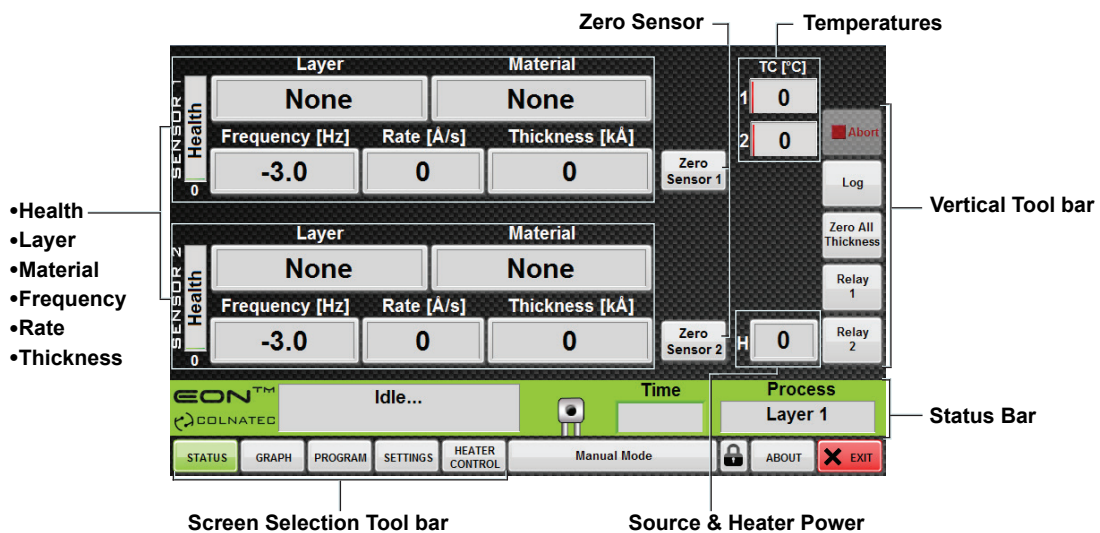 Zero Sensor
Temperatures
Layer
Material
TC [°C]
SENSOR 1
Health
None
None
1
0
Frequency [Hz]
Rate [Å/s]
Thickness [kÅ]
2
0
Abort
-3.0
0
0
0
Zero
Sensor 1
Log
•Health
•Layer
•Material
•Frequency
•Rate
•Thickness
Vertical Tool bar
Zero All
Thickness
Layer
Material
SENSOR 2
Health
None
None
Relay
1
Frequency [Hz]
Rate [Å/s]
Thickness [kÅ]
-3.0
0
0
0
Zero
Sensor 2
H
0
Relay
2
EON™
COLNATEC
Idle...
Time
Process
Layer 1
Status Bar
STATUS
GRAPH
PROGRAM
SETTINGS
HEATER
CONTROL
Manual Mode
ABOUT
EXIT
Screen Selection Tool bar
Source & Heater Power